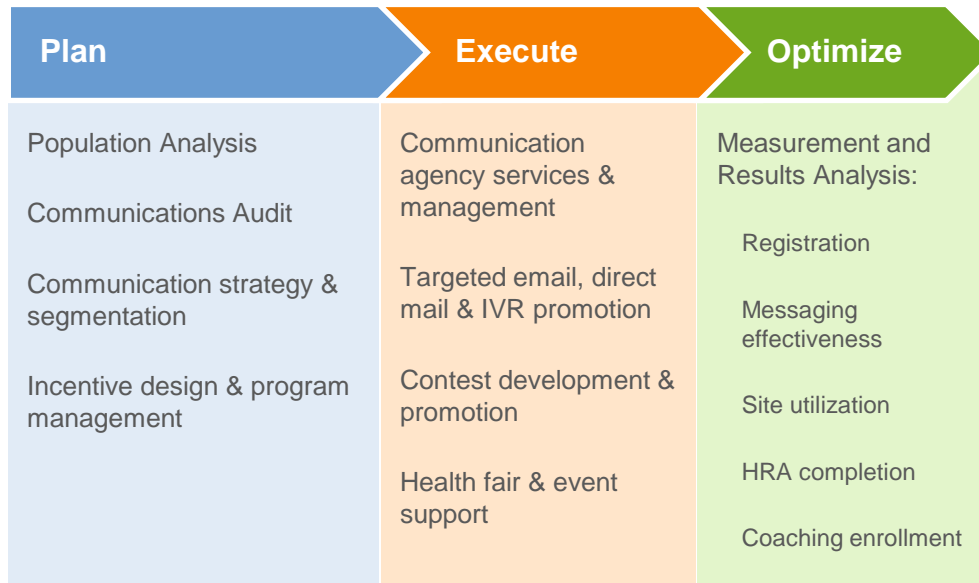 Plan
Execute
Optimize
Population Analysis
Communications Audit
Communication strategy &
segmentation
Incentive design & program
management
Communication
agency services &
management
Targeted email, direct
mail & IVR promotion
Contest development &
promotion
Health fair & event
support
Measurement and
Results Analysis:
Registration
Messaging
effectiveness
Site utilization
HRA completion
Coaching enrollment